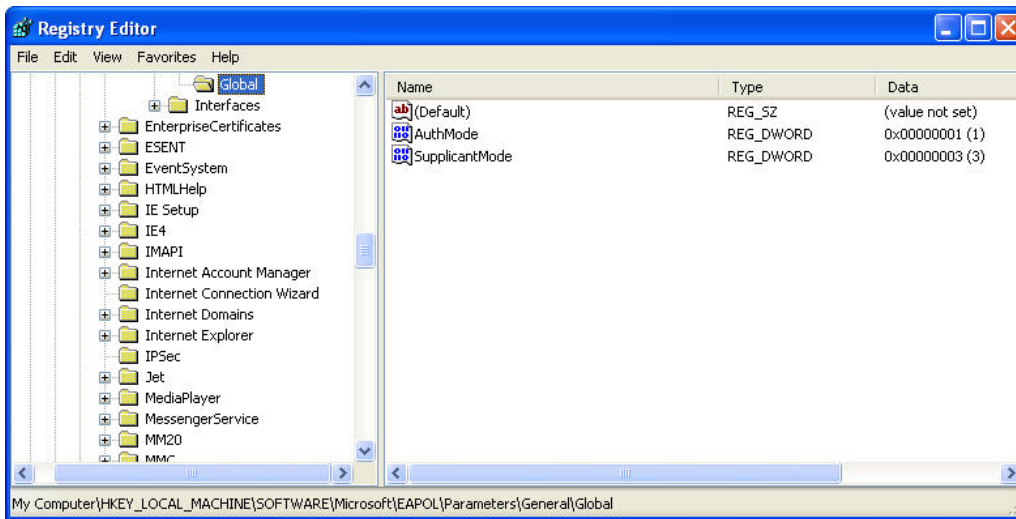 Registry Editor
File Edit View Favorites Help
Global
Interfaces
EnterpriseCertificates
ESENT
EventSystem
HTMLHelp
IE Setup
IE4
IMAPI
Internet Account Manager
Internet Connection Wizard
Internet Domains
Internet Explorer
IPSec
Jet
MediaPlayer
MessengerService
MM20
MMC
Name Type Data
(Default) REG_SZ (value not set)
AuthMode REG_DWORD 0x00000001 (1)
SupplicantMode REG_DWORD 0x00000003 (3)
My Computer\HKEY_LOCAL_MACHINE\SOFTWARE\Microsoft\EAPOL\Parameters\General\Global